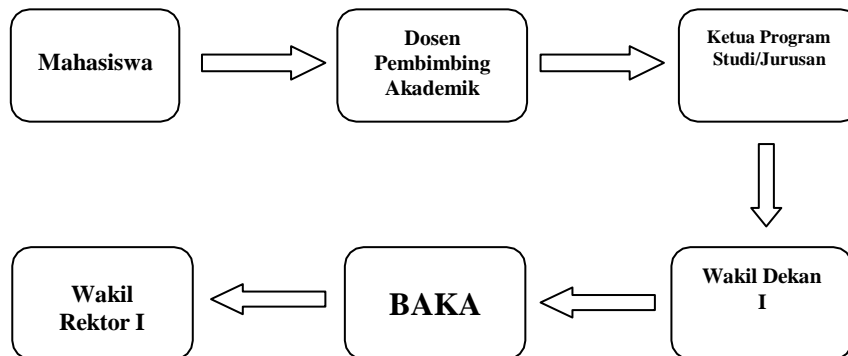 Mahasiswa
Dosen
Pembimbing
Akademik
Ketua Program
Studi/Jurusan
Wakil Dekan
I
BAKA
Wakil
Rektor I